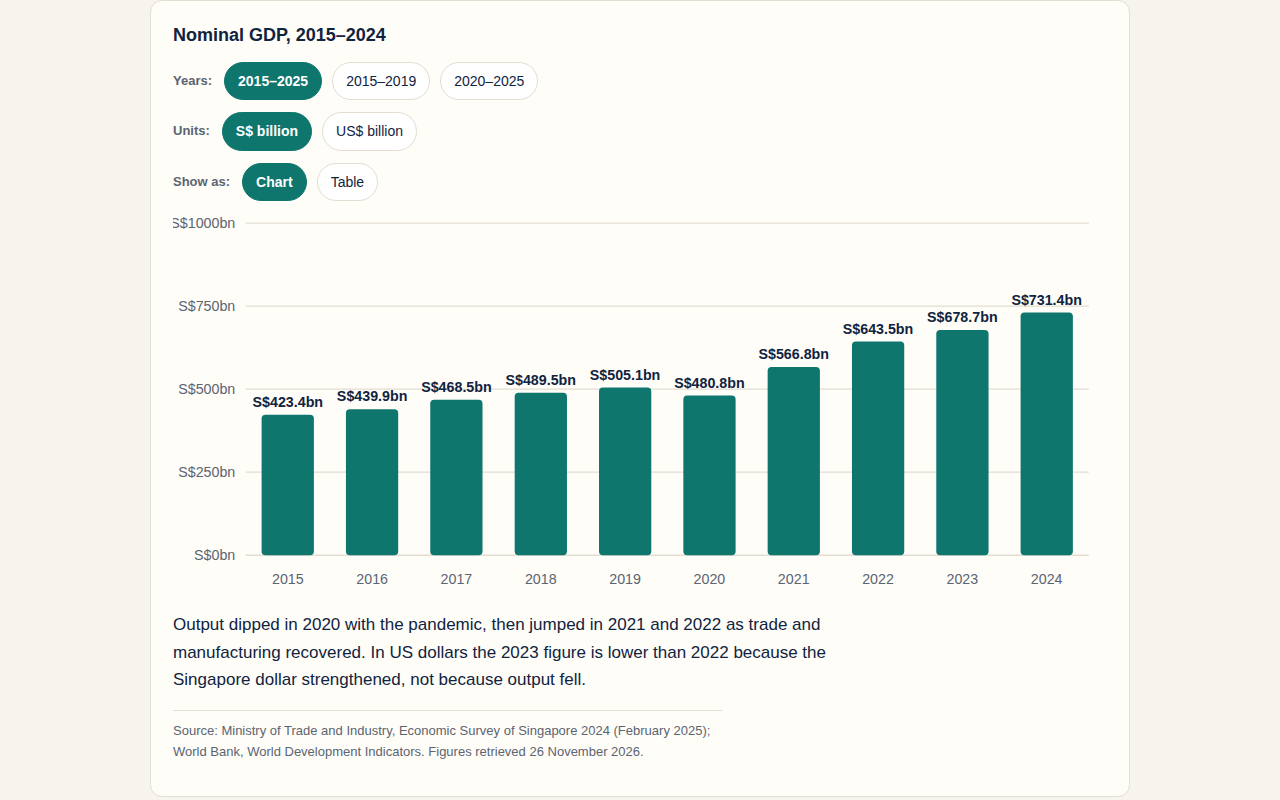 Nominal GDP, 2015–2024
Years: 2015–2025 2015–2019 2020–2025
Units: S$ billion US$ billion
Show as: Chart Table
S$1000bn
S$750bn
S$500bn
S$250bn
S$0bn
S$423.4bn S$439.9bn S$468.5bn S$489.5bn S$505.1bn S$480.8bn S$566.8bn S$643.5bn S$678.7bn S$731.4bn
2015 2016 2017 2018 2019 2020 2021 2022 2023 2024
Output dipped in 2020 with the pandemic, then jumped in 2021 and 2022 as trade and
manufacturing recovered. In US dollars the 2023 figure is lower than 2022 because the
Singapore dollar strengthened, not because output fell.
Source: Ministry of Trade and Industry, Economic Survey of Singapore 2024 (February 2025);
World Bank, World Development Indicators. Figures retrieved 26 November 2026.